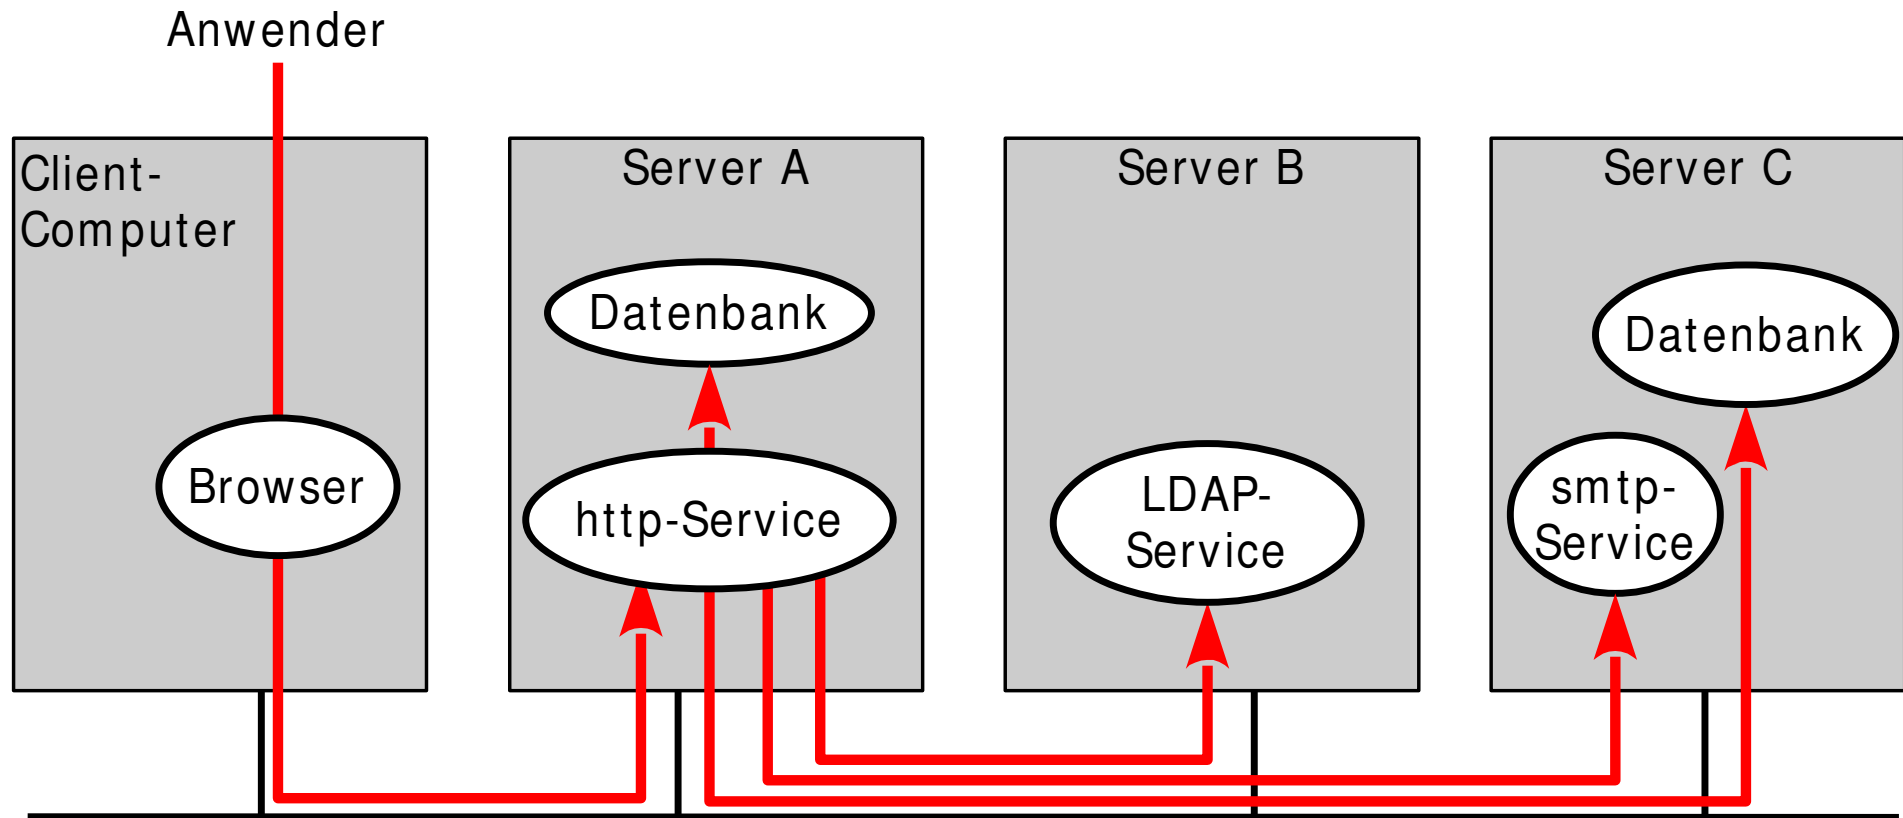 Anwender
Client-
Computer
Server A
Server B
Server C
Datenbank
Datenbank
Browser
http-Service
LDAP-
Service
smtp-
Service